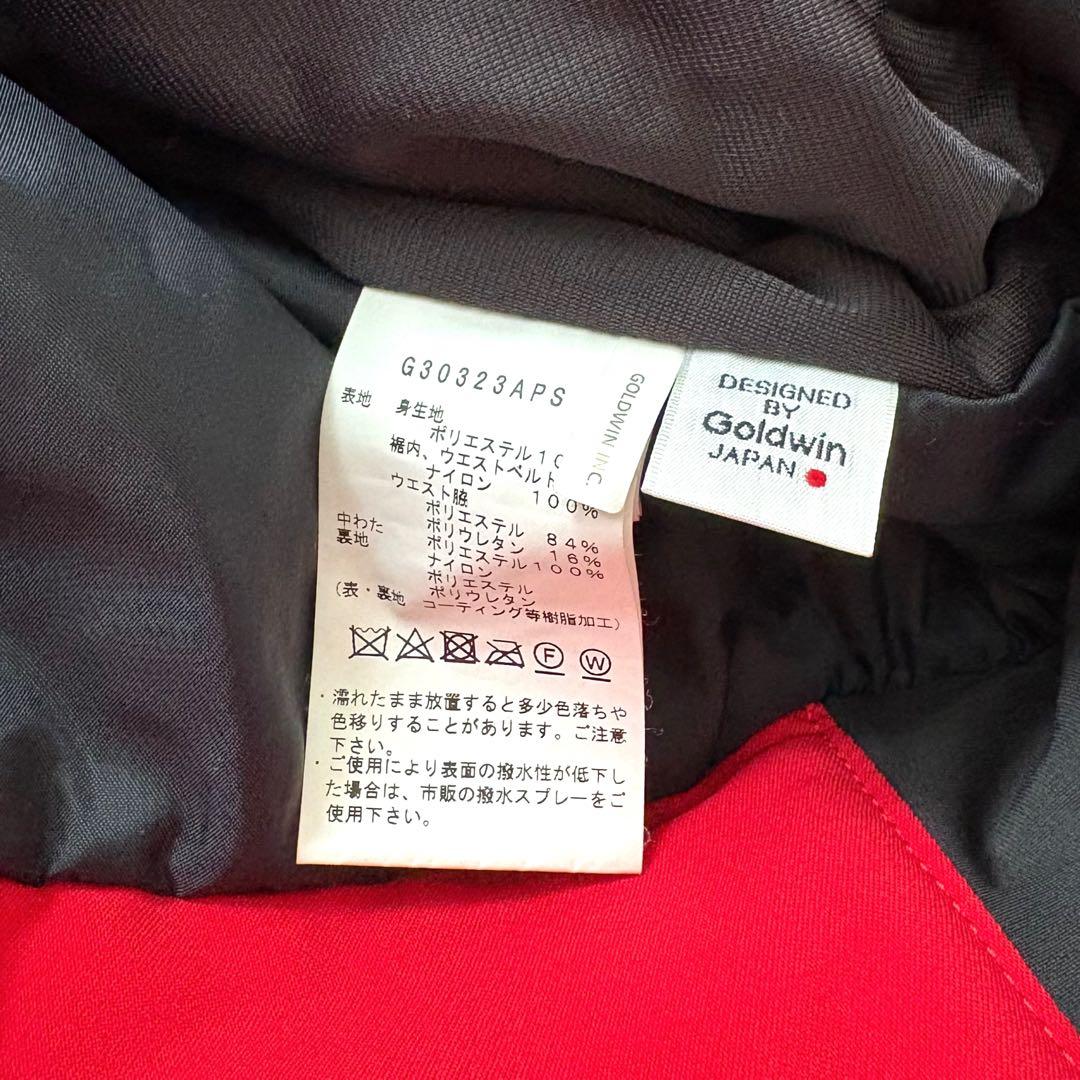 G30323APS
表地 身生地
ポリエステル10
裾内、ウエストベルト
ナイロン 100%
ウエスト脇
ポリエステル 84%
ポリウレタン 16%
中わた ポリエステル100%
裏地 ナイロン
ポリエステル
ポリウレタン
(表・裏地 コーティング等樹脂加工)
F W
・濡れたまま放置すると多少色落ちや
色移りすることがあります。ご注意
下さい。
・ご使用により表面の撥水性が低下し
た場合は、市販の撥水スプレーをご
使用下さい。
GOLDWIN INC.
DESIGNED
BY
Goldwin
JAPAN